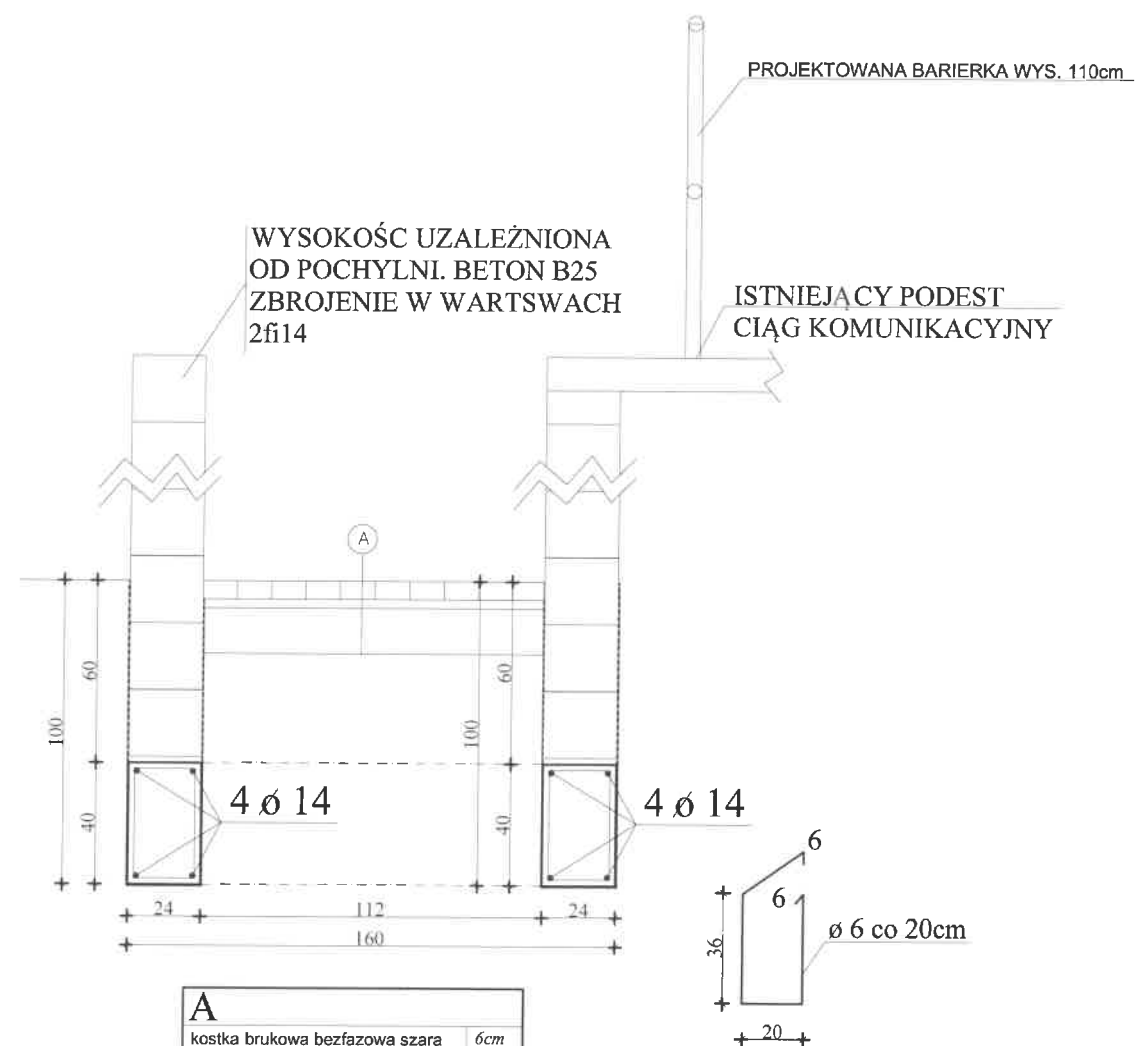 PROJEKTOWANA BARIERKA WYS. 110cm
WYSOKOŚC UZALEŻNIONA
OD POCHYLNI. BETON B25
ZBROJENIE W WARTSWACH
2fi14
ISTNIEJĄCY PODEST
CIĄG KOMUNIKACYJNY
A
60
100
40
60
100
40
4 ø 14
4 ø 14
24
112
24
160
6
6
36
ø 6 co 20cm
20
A
kostka brukowa bezfazowa szara 6cm